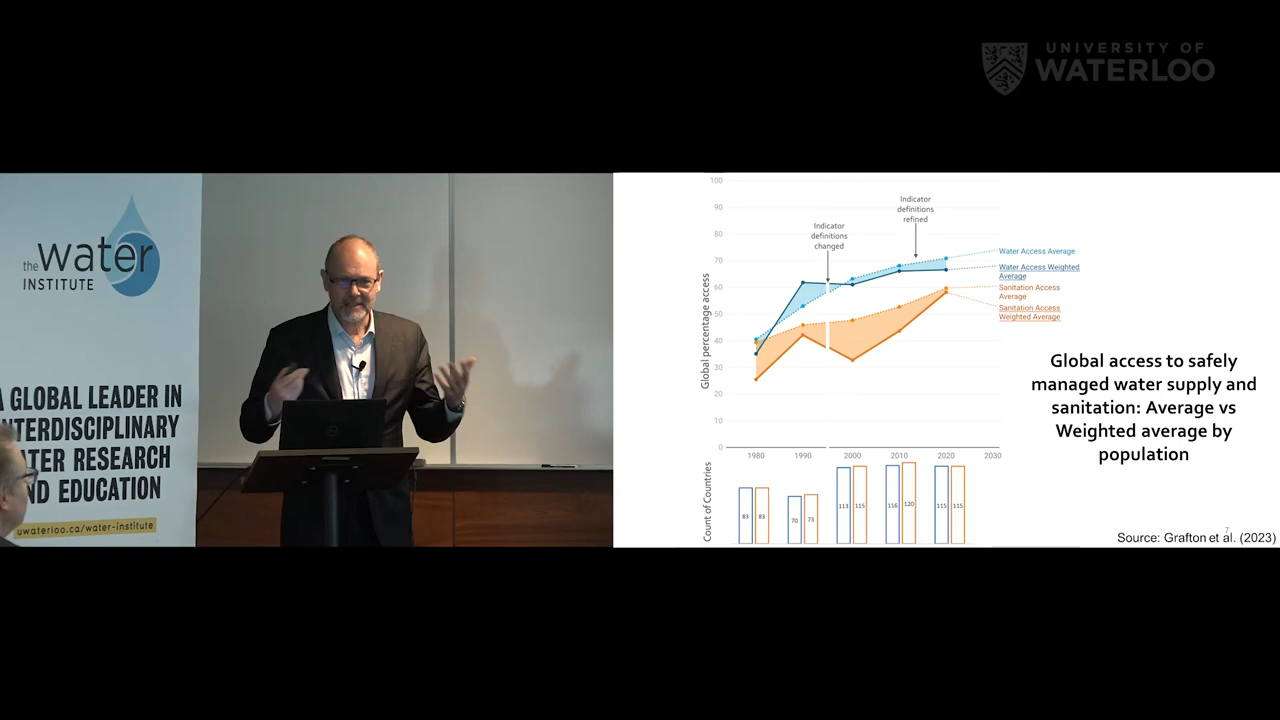 UNIVERSITY OF
WATERLOO
the water
INSTITUTE
A GLOBAL LEADER IN
INTERDISCIPLINARY
WATER RESEARCH
AND EDUCATION
uwaterloo.ca/water-institute
Global percentage access
100
90
80
70
60
50
40
30
20
10
0
Indicator
definitions
changed
Indicator
definitions
refined
Water Access Average
Water Access Weighted
Average
Sanitation Access
Average
Sanitation Access
Weighted Average
1980 1990 2000 2010 2020 2030
Count of Countries
83 83 70 73 113 115 116 120 115 115
Global access to safely
managed water supply and
sanitation: Average vs
Weighted average by
population
7
Source: Grafton et al. (2023)